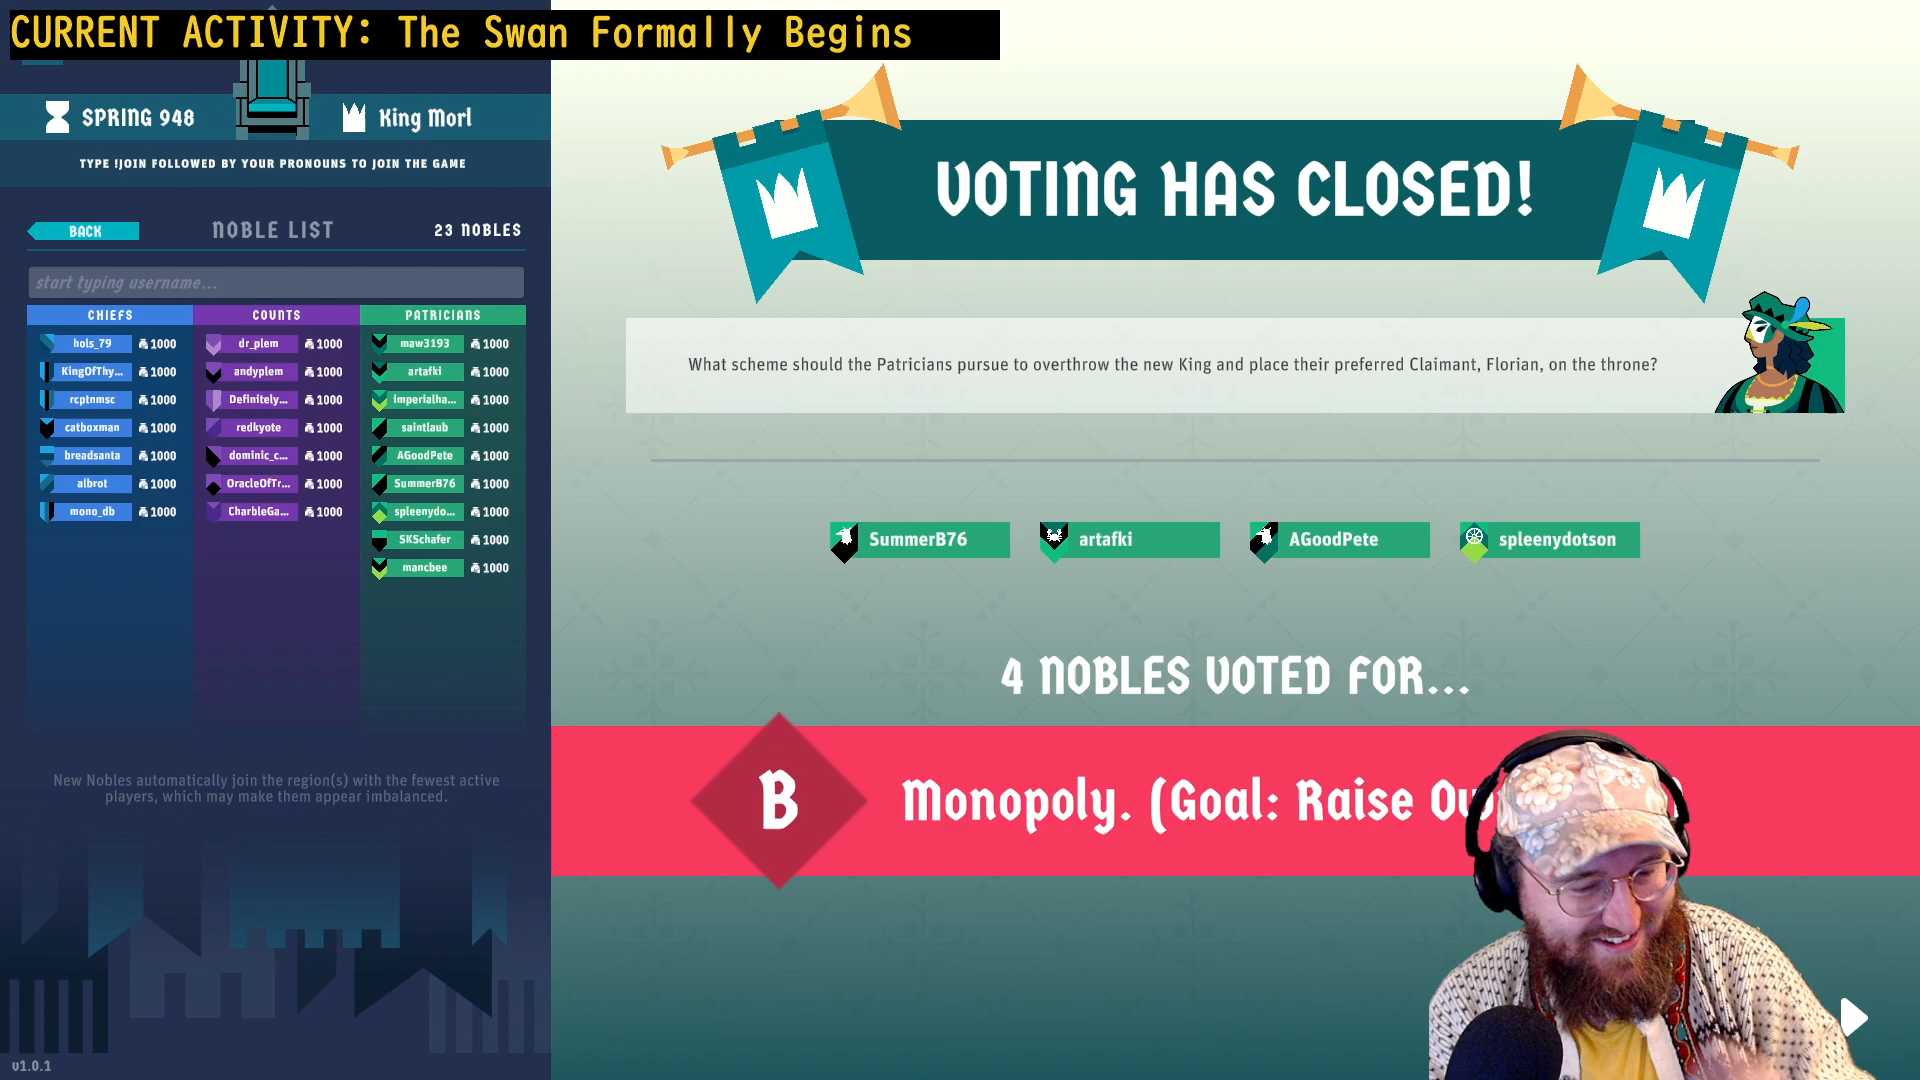 CURRENT ACTIVITY: The Swan Formally Begins
SPRING 948
King Morl
TYPE !JOIN FOLLOWED BY YOUR PRONOUNS TO JOIN THE GAME
BACK
NOBLE LIST
23 NOBLES
start typing username...
CHIEFS
COUNTS
PATRICIANS
hols_79 1000
dr_plem 1000
maw3193 1000
KingOfThy... 1000
andyplem 1000
artafki 1000
rcptnmsc 1000
Definitely... 1000
imperialha... 1000
catboxman 1000
redkyote 1000
saintlaub 1000
breadsanta 1000
dominic_c... 1000
AGoodPete 1000
albrot 1000
OracleOfTr... 1000
SummerB76 1000
mono_db 1000
CharbleGa... 1000
spleenydo... 1000
SKSchafer 1000
mancbee 1000
New Nobles automatically join the region(s) with the fewest active
players, which may make them appear imbalanced.
v1.0.1
VOTING HAS CLOSED!
What scheme should the Patricians pursue to overthrow the new King and place their preferred Claimant, Florian, on the throne?
SummerB76
artafki
AGoodPete
spleenydotson
4 NOBLES VOTED FOR...
B
Monopoly. (Goal: Raise